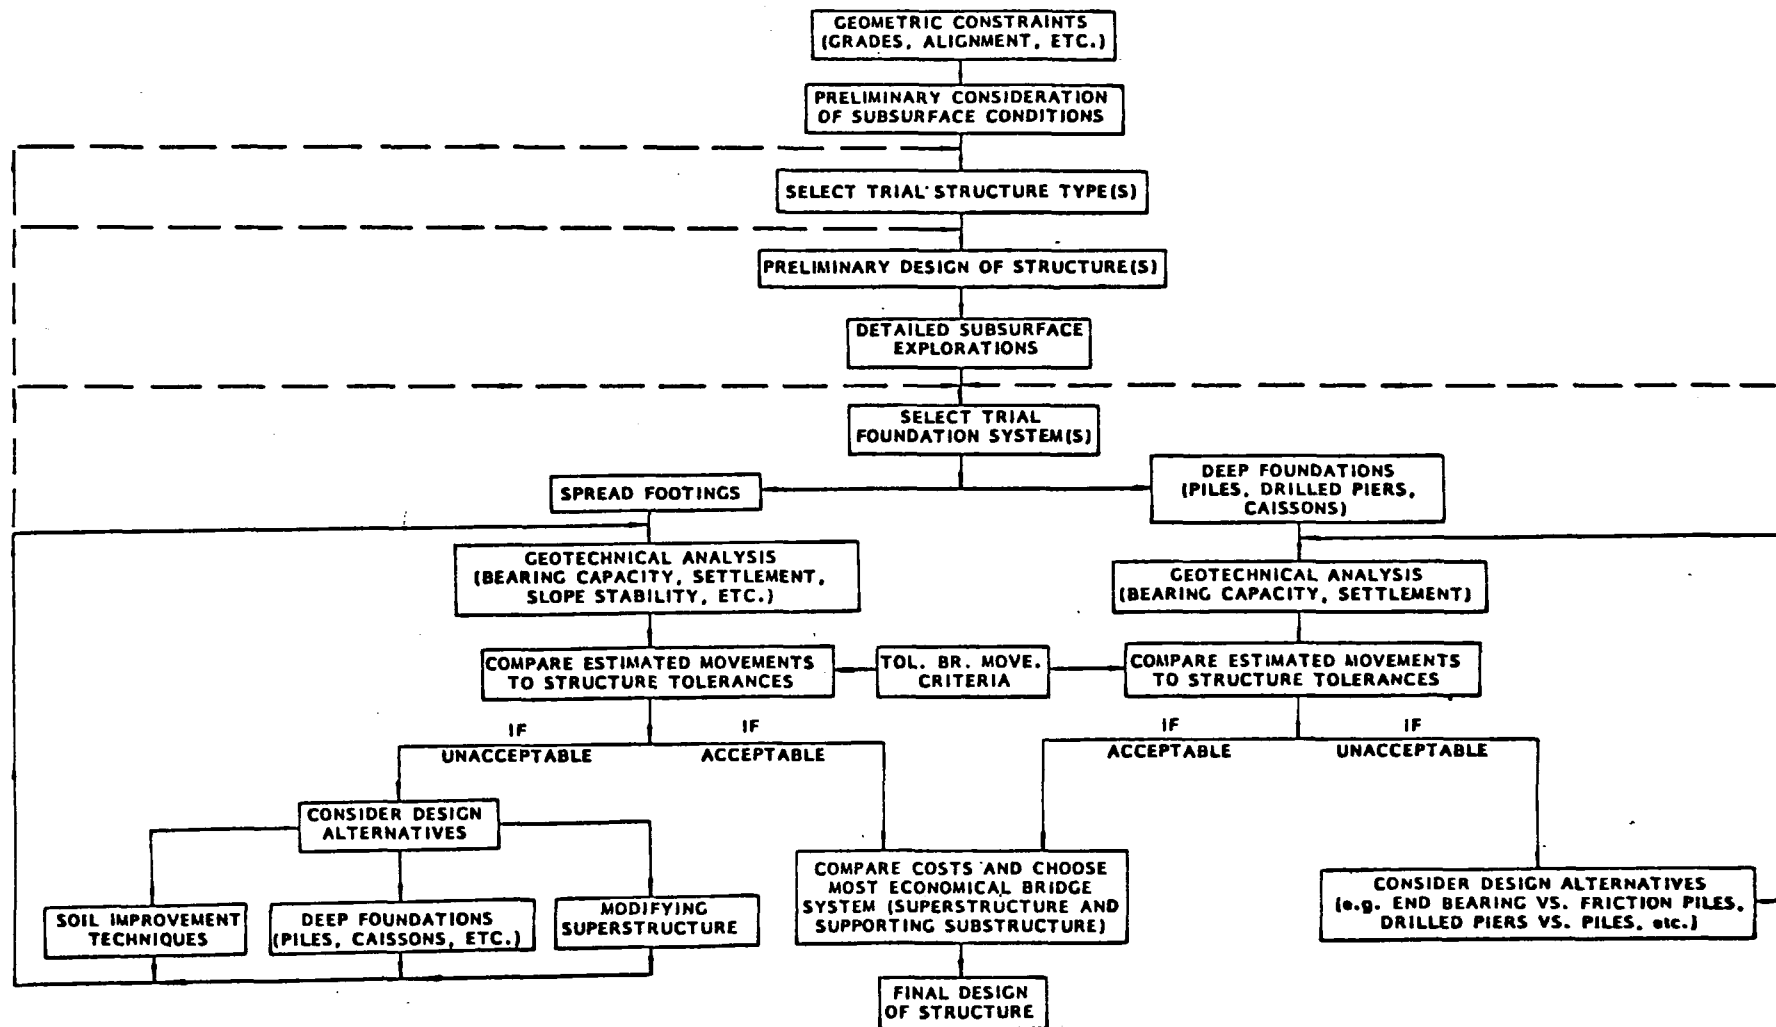 GEOMETRIC CONSTRAINTS
(GRADES, ALIGNMENT, ETC.)
PRELIMINARY CONSIDERATION
OF SUBSURFACE CONDITIONS
SELECT TRIAL STRUCTURE TYPE(S)
PRELIMINARY DESIGN OF STRUCTURE(S)
DETAILED SUBSURFACE
EXPLORATIONS
SELECT TRIAL
FOUNDATION SYSTEM(S)
SPREAD FOOTINGS
DEEP FOUNDATIONS
(PILES, DRILLED PIERS,
CAISSONS)
GEOTECHNICAL ANALYSIS
(BEARING CAPACITY, SETTLEMENT,
SLOPE STABILITY, ETC.)
GEOTECHNICAL ANALYSIS
(BEARING CAPACITY, SETTLEMENT)
COMPARE ESTIMATED MOVEMENTS
TO STRUCTURE TOLERANCES
TOL. BR. MOVE.
CRITERIA
COMPARE ESTIMATED MOVEMENTS
TO STRUCTURE TOLERANCES
IF
UNACCEPTABLE
IF
ACCEPTABLE
IF
ACCEPTABLE
IF
UNACCEPTABLE
CONSIDER DESIGN
ALTERNATIVES
SOIL IMPROVEMENT
TECHNIQUES
DEEP FOUNDATIONS
(PILES, CAISSONS, ETC.)
MODIFYING
SUPERSTRUCTURE
COMPARE COSTS AND CHOOSE
MOST ECONOMICAL BRIDGE
SYSTEM (SUPERSTRUCTURE AND
SUPPORTING SUBSTRUCTURE)
CONSIDER DESIGN ALTERNATIVES
(e.g. END BEARING VS. FRICTION PILES,
DRILLED PIERS VS. PILES, etc.)
FINAL DESIGN
OF STRUCTURE